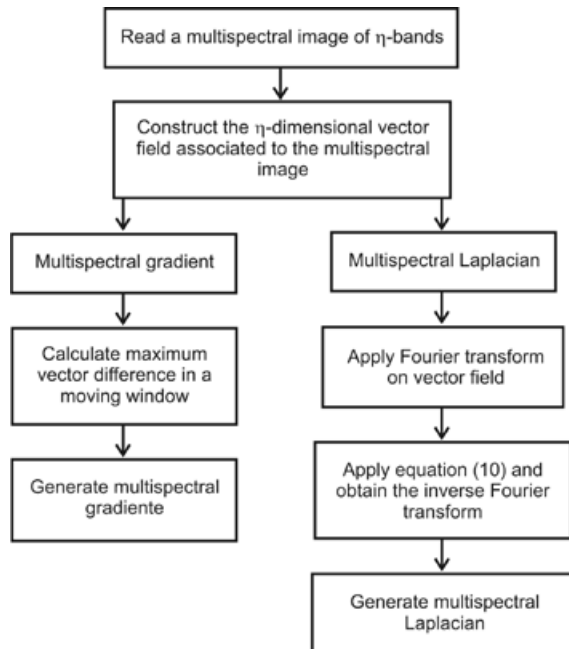 Read a multispectral image of η-bands
Construct the η-dimensional vector
field associated to the multispectral
image
Multispectral gradient
Calculate maximum
vector difference in a
moving window
Generate multispectral
gradiente
Multispectral Laplacian
Apply Fourier transform
on vector field
Apply equation (10) and
obtain the inverse Fourier
transform
Generate multispectral
Laplacian